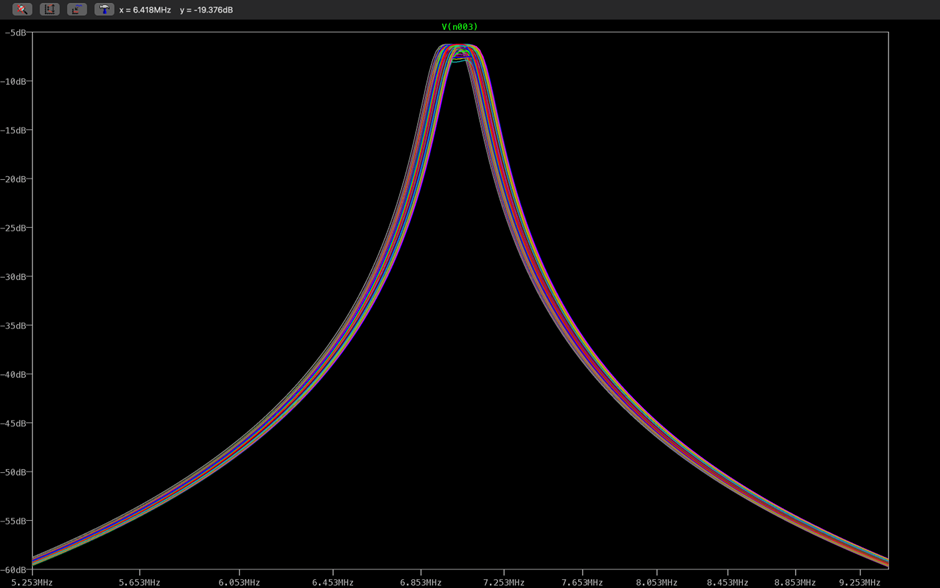 x = 6.418MHz y = -19.376dB
V(n003)
-5dB
-10dB
-15dB
-20dB
-25dB
-30dB
-35dB
-40dB
-45dB
-50dB
-55dB
-60dB
5.253MHz 5.653MHz 6.053MHz 6.453MHz 6.853MHz 7.253MHz 7.653MHz 8.053MHz 8.453MHz 8.853MHz 9.253MHz